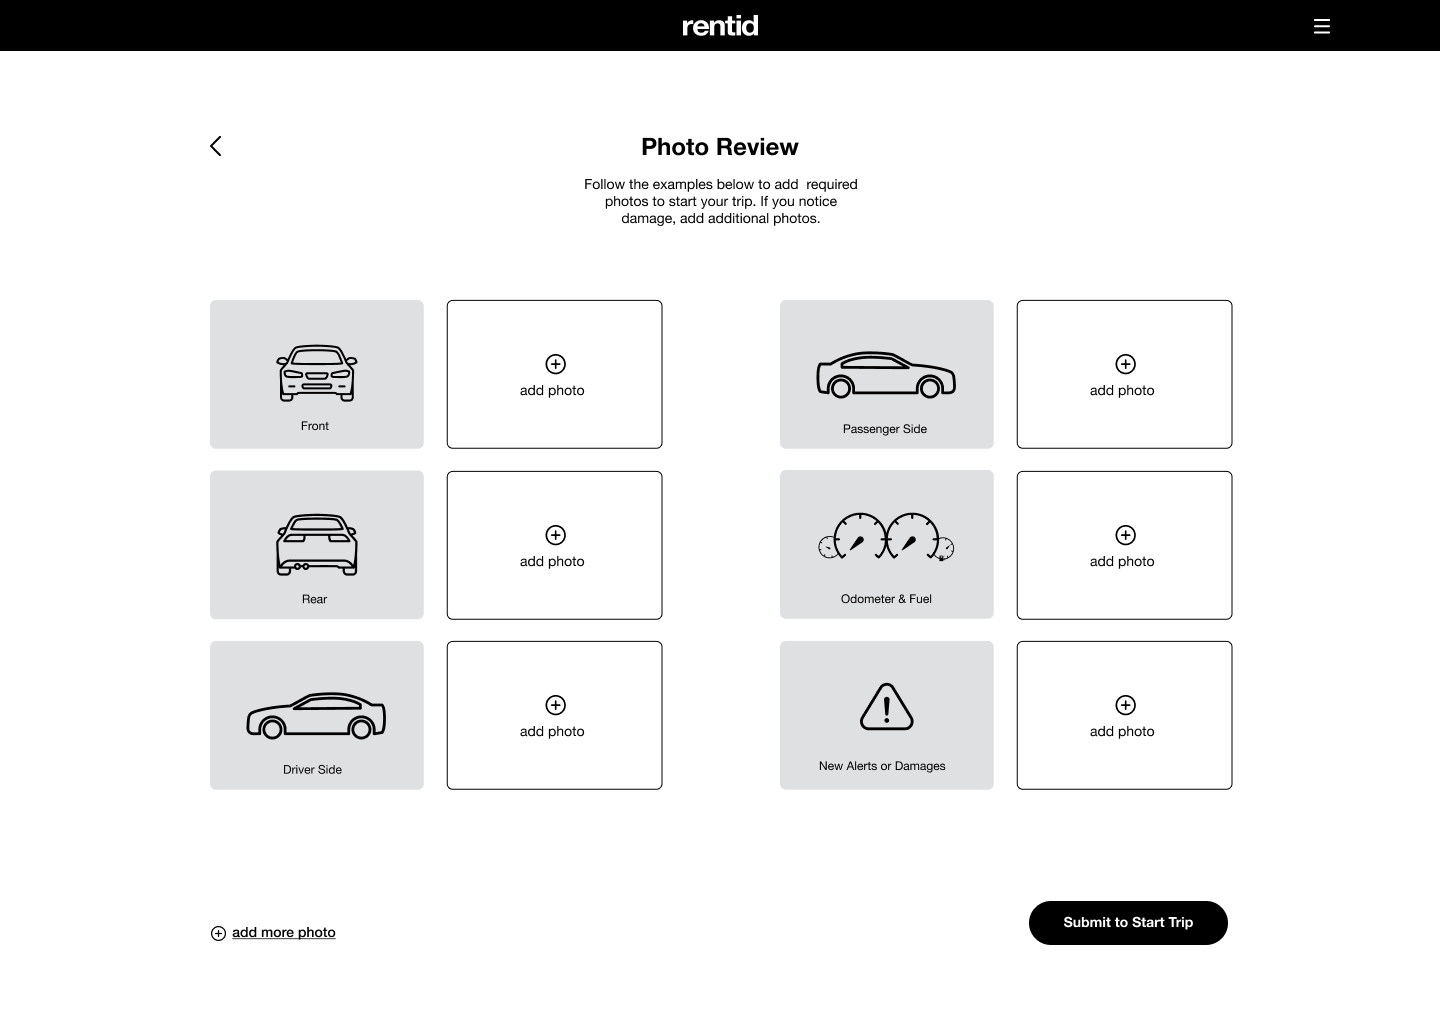 rentid
Photo Review
Follow the examples below to add  required
photos to start your trip. If you notice
damage, add additional photos.
Front
add photo
Passenger Side
add photo
Rear
add photo
Odometer & Fuel
add photo
Driver Side
add photo
New Alerts or Damages
add photo
add more photo
Submit to Start Trip